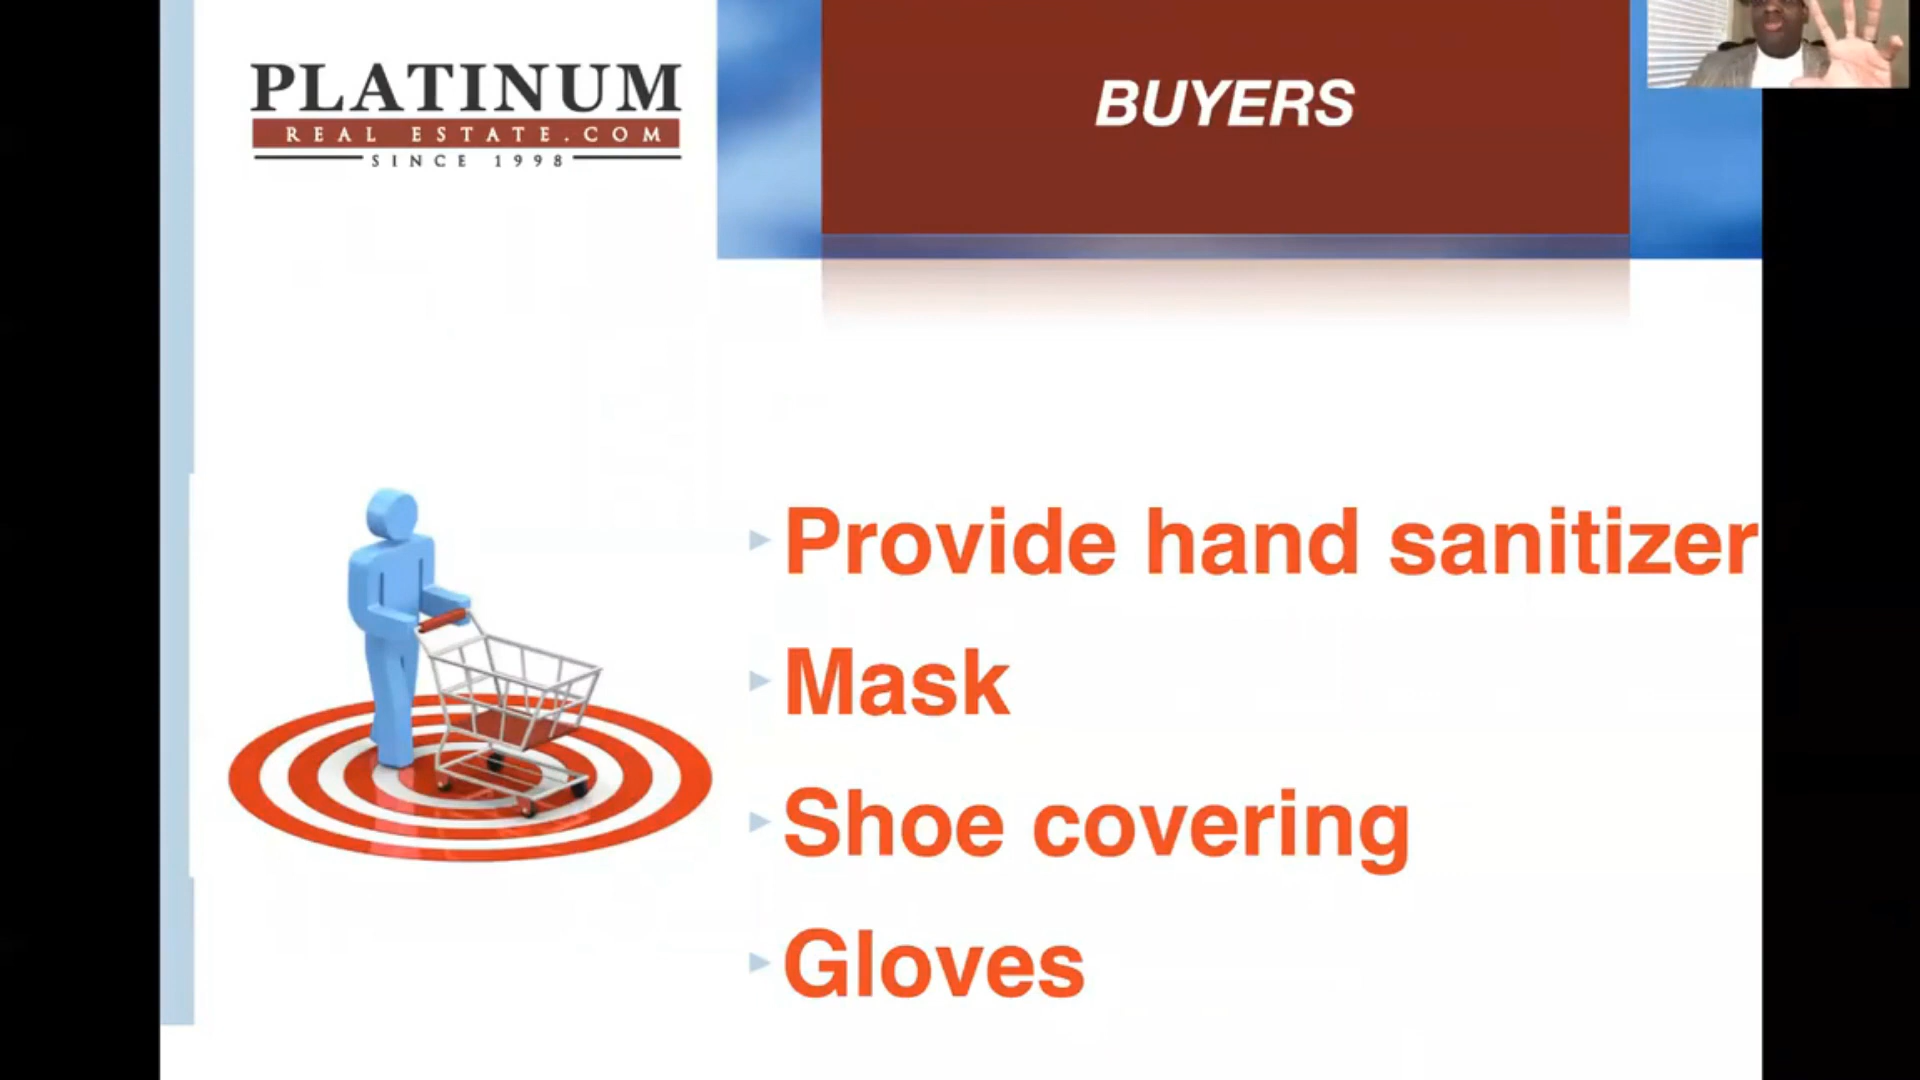 PLATINUM
REAL ESTATE.COM
SINCE 1998
BUYERS
Provide hand sanitizer
Mask
Shoe covering
Gloves